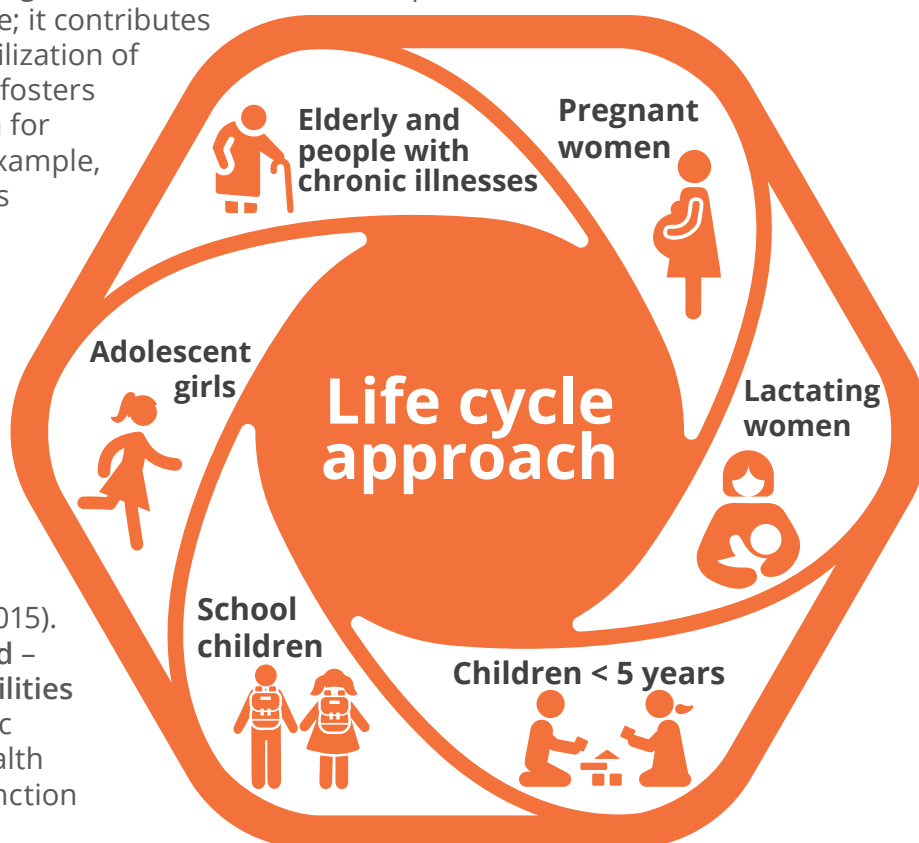 e; it contributes
ilization of
fosters
for
xample,
s
Elderly and
people with
chronic illnesses
Pregnant
women
Adolescent
girls
Life cycle
approach
Lactating
women
School
children
Children < 5 years
015).
d –
ilities
c
alth
nction